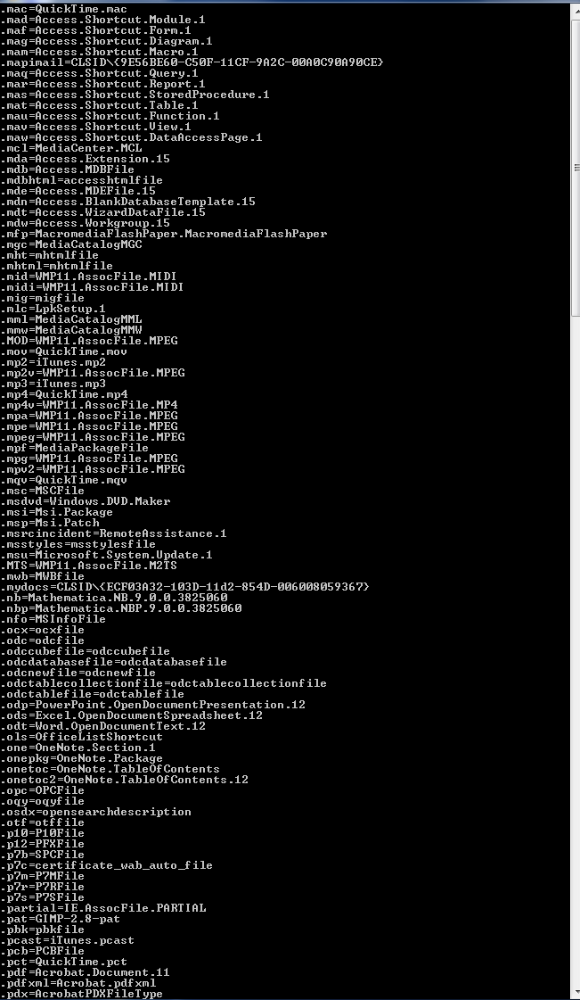 .mac=QuickTime.mac
.mad=Access.Shortcut.Module.1
.maf=Access.Shortcut.Form.1
.mag=Access.Shortcut.Diagram.1
.mam=Access.Shortcut.Macro.1
.mapimail=CLSID\{9E56BE60-C50F-11CF-9A2C-00A0C90A90CE}
.maq=Access.Shortcut.Query.1
.mar=Access.Shortcut.Report.1
.mas=Access.Shortcut.StoredProcedure.1
.mat=Access.Shortcut.Table.1
.mau=Access.Shortcut.Function.1
.mav=Access.Shortcut.View.1
.maw=Access.Shortcut.DataAccessPage.1
.mcl=MediaCenter.MCL
.mda=Access.Extension.15
.mdb=Access.MDBFile
.mdbhtml=accesshtmlfile
.mde=Access.MDEFile.15
.mdn=Access.BlankDatabaseTemplate.15
.mdt=Access.WizardDataFile.15
.mdw=Access.Workgroup.15
.mfp=MacromediaFlashPaper.MacromediaFlashPaper
.mgc=MediaCatalogMGC
.mht=mhtmlfile
.mhtml=mhtmlfile
.mid=WMP11.AssocFile.MIDI
.midi=WMP11.AssocFile.MIDI
.mig=migfile
.mlc=LpkSetup.1
.mml=MediaCatalogMML
.mmw=MediaCatalogMMW
.MOD=WMP11.AssocFile.MPEG
.mov=QuickTime.mov
.mp2=iTunes.mp2
.mp2v=WMP11.AssocFile.MPEG
.mp3=iTunes.mp3
.mp4=QuickTime.mp4
.mp4v=WMP11.AssocFile.MP4
.mpa=WMP11.AssocFile.MPEG
.mpe=WMP11.AssocFile.MPEG
.mpeg=WMP11.AssocFile.MPEG
.mpf=MediaPackageFile
.mpg=WMP11.AssocFile.MPEG
.mpv2=WMP11.AssocFile.MPEG
.mqv=QuickTime.mqv
.msc=MSCFile
.msdvd=Windows.DVD.Maker
.msi=Msi.Package
.msp=Msi.Patch
.msrcincident=RemoteAssistance.1
.msstyles=msstylesfile
.msu=Microsoft.System.Update.1
.MTS=WMP11.AssocFile.M2TS
.mwb=MWBfile
.mydocs=CLSID\{ECF03A32-103D-11d2-854D-006008059367}
.nb=Mathematica.NB.9.0.0.3825060
.nbp=Mathematica.NBP.9.0.0.3825060
.nfo=MSInfoFile
.ocx=ocxfile
.odc=odcfile
.odccubefile=odccubefile
.odcdatabasefile=odcdatabasefile
.odcnewfile=odcnewfile
.odctablecollectionfile=odctablecollectionfile
.odctablefile=odctablefile
.odp=PowerPoint.OpenDocumentPresentation.12
.ods=Excel.OpenDocumentSpreadsheet.12
.odt=Word.OpenDocumentText.12
.ols=OfficeListShortcut
.one=OneNote.Section.1
.onepkg=OneNote.Package
.onetoc=OneNote.TableOfContents
.onetoc2=OneNote.TableOfContents.12
.opc=OPCFile
.oqy=oqyfile
.osdx=opensearchdescription
.otf=otffile
.p10=P10File
.p12=PFXFile
.p7b=SPCFile
.p7c=certificate_wab_auto_file
.p7m=P7MFile
.p7r=P7RFile
.p7s=P7SFile
.partial=IE.AssocFile.PARTIAL
.pat=GIMP-2.8-pat
.pbk=pbkfile
.pcast=iTunes.pcast
.pcb=PCBFile
.pct=QuickTime.pct
.pdf=Acrobat.Document.11
.pdfxml=Acrobat.pdfxml
.pdx=AcrobatPDXFileType